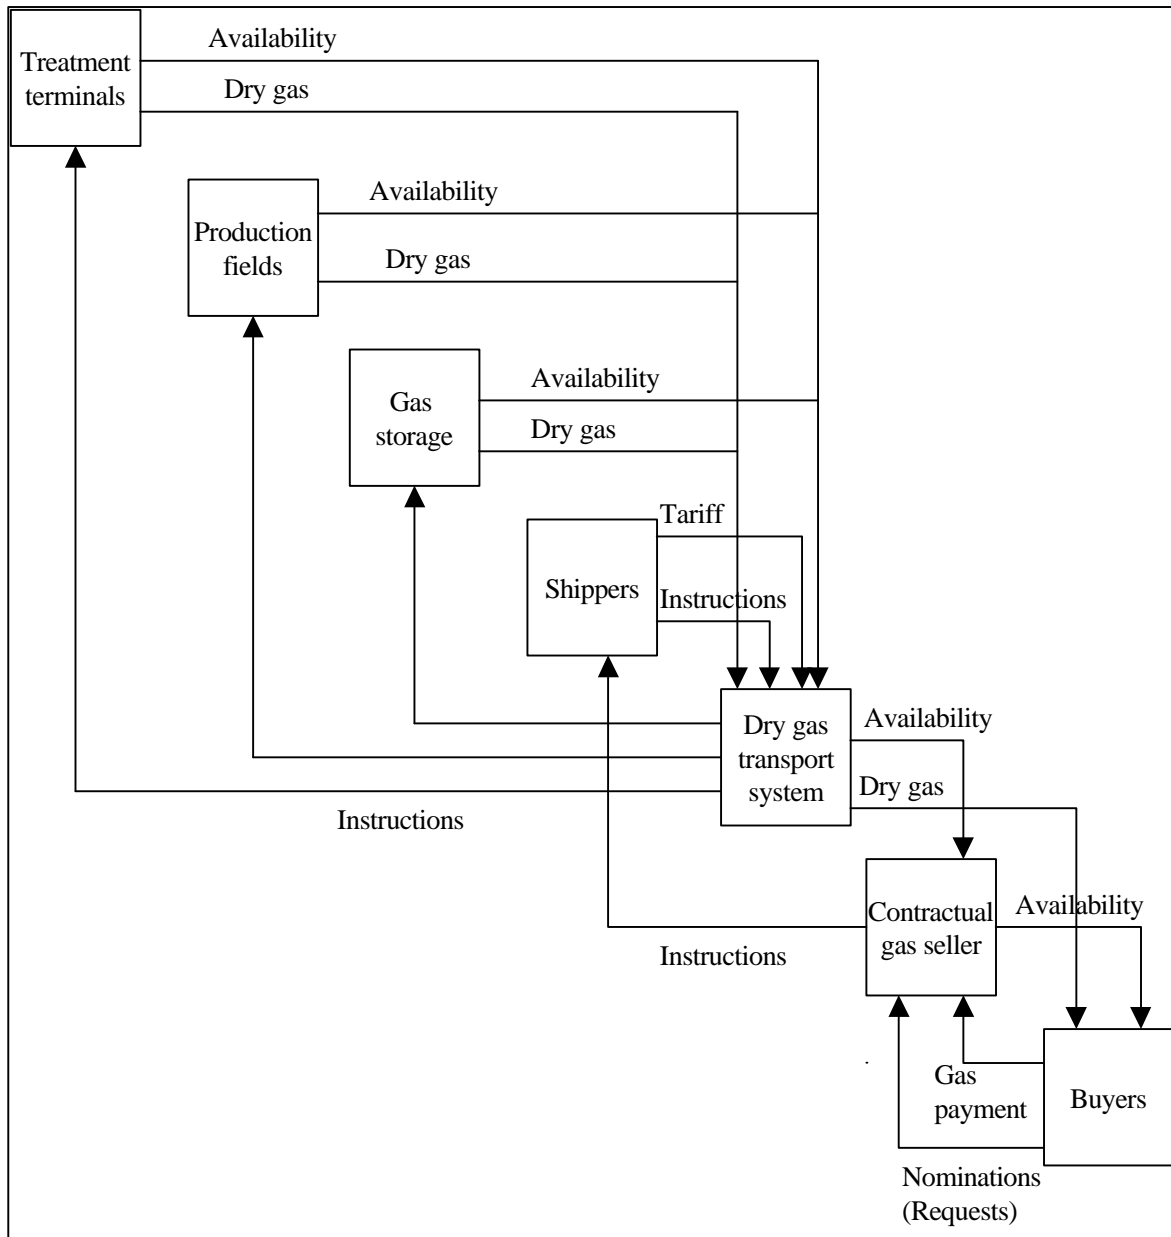 Availability
Treatment
terminals
Dry gas
Availability
Production
fields
Dry gas
Availability
Gas
storage
Dry gas
Tariff
Shippers
Instructions
Dry gas
transport
system
Availability
Dry gas
Instructions
Contractual
gas seller
Availability
Instructions
Gas
payment
Buyers
Nominations
(Requests)